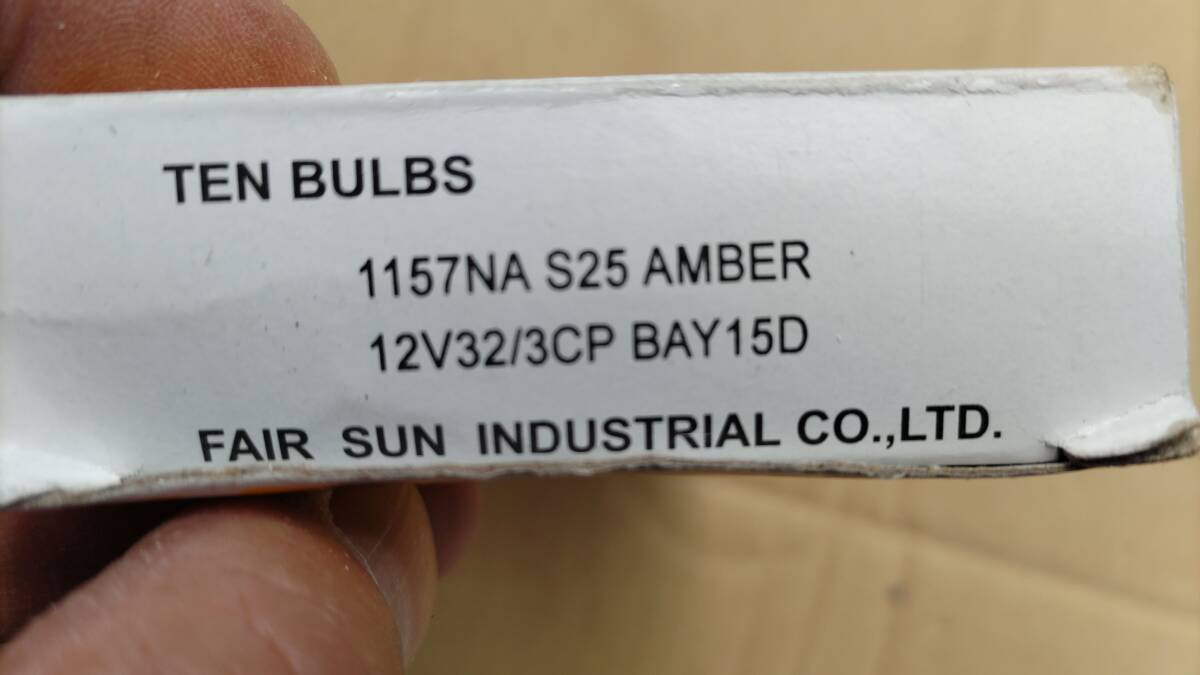 TEN BULBS
1157NA S25 AMBER
12V32/3CP BAY15D
FAIR SUN INDUSTRIAL CO.,LTD.